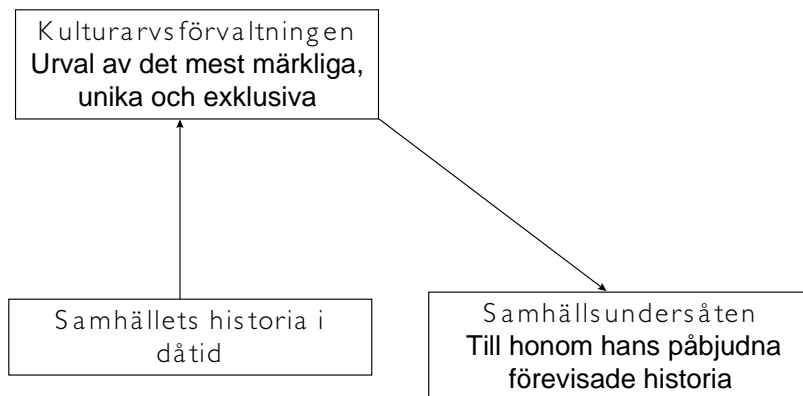 Kulturarvsförvaltningen
Urval av det mest märkliga,
unika och exklusiva
Samhällets historia i
dåtid
Samhällsundersåten
Till honom hans påbjudna
förevisade historia